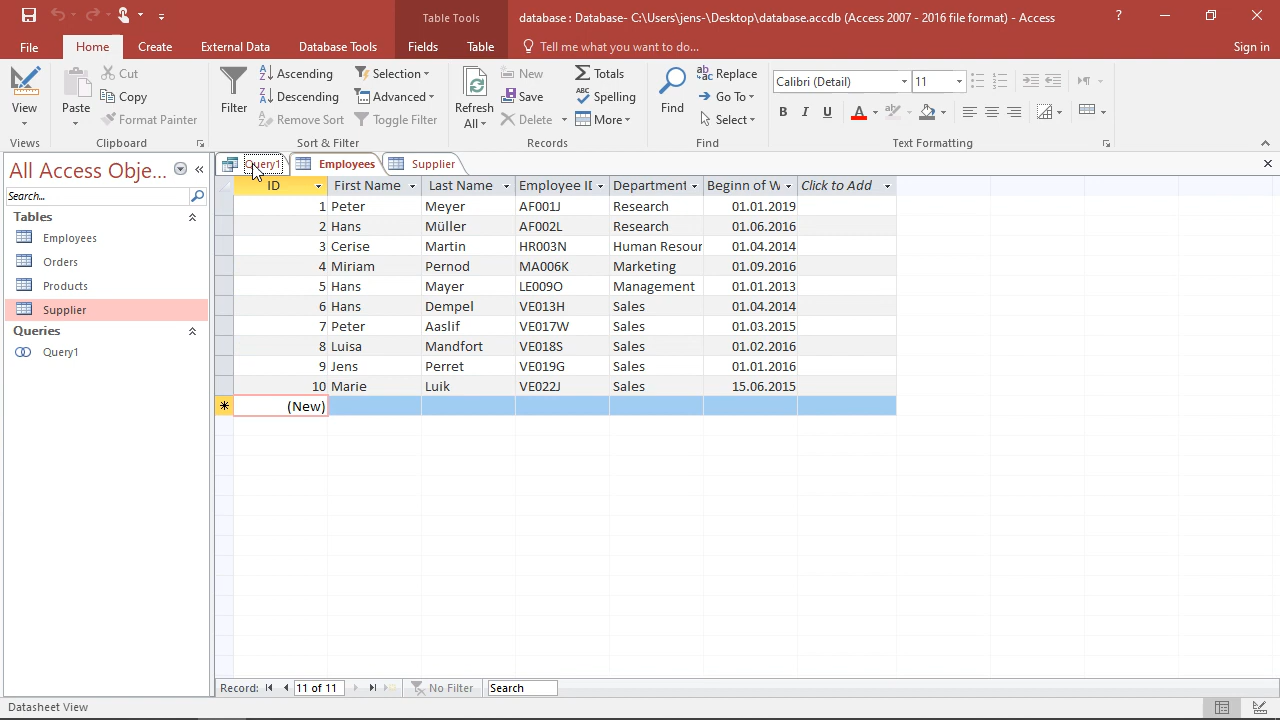 Table Tools
database : Database- C:\Users\jens-\Desktop\database.accdb (Access 2007 - 2016 file format) - Access
?
File Home Create External Data Database Tools Fields Table Tell me what you want to do... Sign in
View
Views
Paste
Cut
Copy
Format Painter
Clipboard
Filter
Ascending
Descending
Remove Sort
Selection
Advanced
Toggle Filter
Sort & Filter
Refresh
All
New
Save
Delete
Totals
Spelling
More
Records
Find
Replace
Go To
Select
Find
Calibri (Detail) 11
B I U A
Text Formatting
All Access Obje...
Search...
Tables
Employees
Orders
Products
Supplier
Queries
Query1
Query1 Employees Supplier
ID First Name Last Name Employee ID Department Beginn of W Click to Add
1 Peter Meyer AF001J Research 01.01.2019
2 Hans Müller AF002L Research 01.06.2016
3 Cerise Martin HR003N Human Resour 01.04.2014
4 Miriam Pernod MA006K Marketing 01.09.2016
5 Hans Mayer LE009O Management 01.01.2013
6 Hans Dempel VE013H Sales 01.04.2014
7 Peter Aaslif VE017W Sales 01.03.2015
8 Luisa Mandfort VE018S Sales 01.02.2016
9 Jens Perret VE019G Sales 01.01.2016
10 Marie Luik VE022J Sales 15.06.2015
(New)
Record: 11 of 11 No Filter Search
Datasheet View